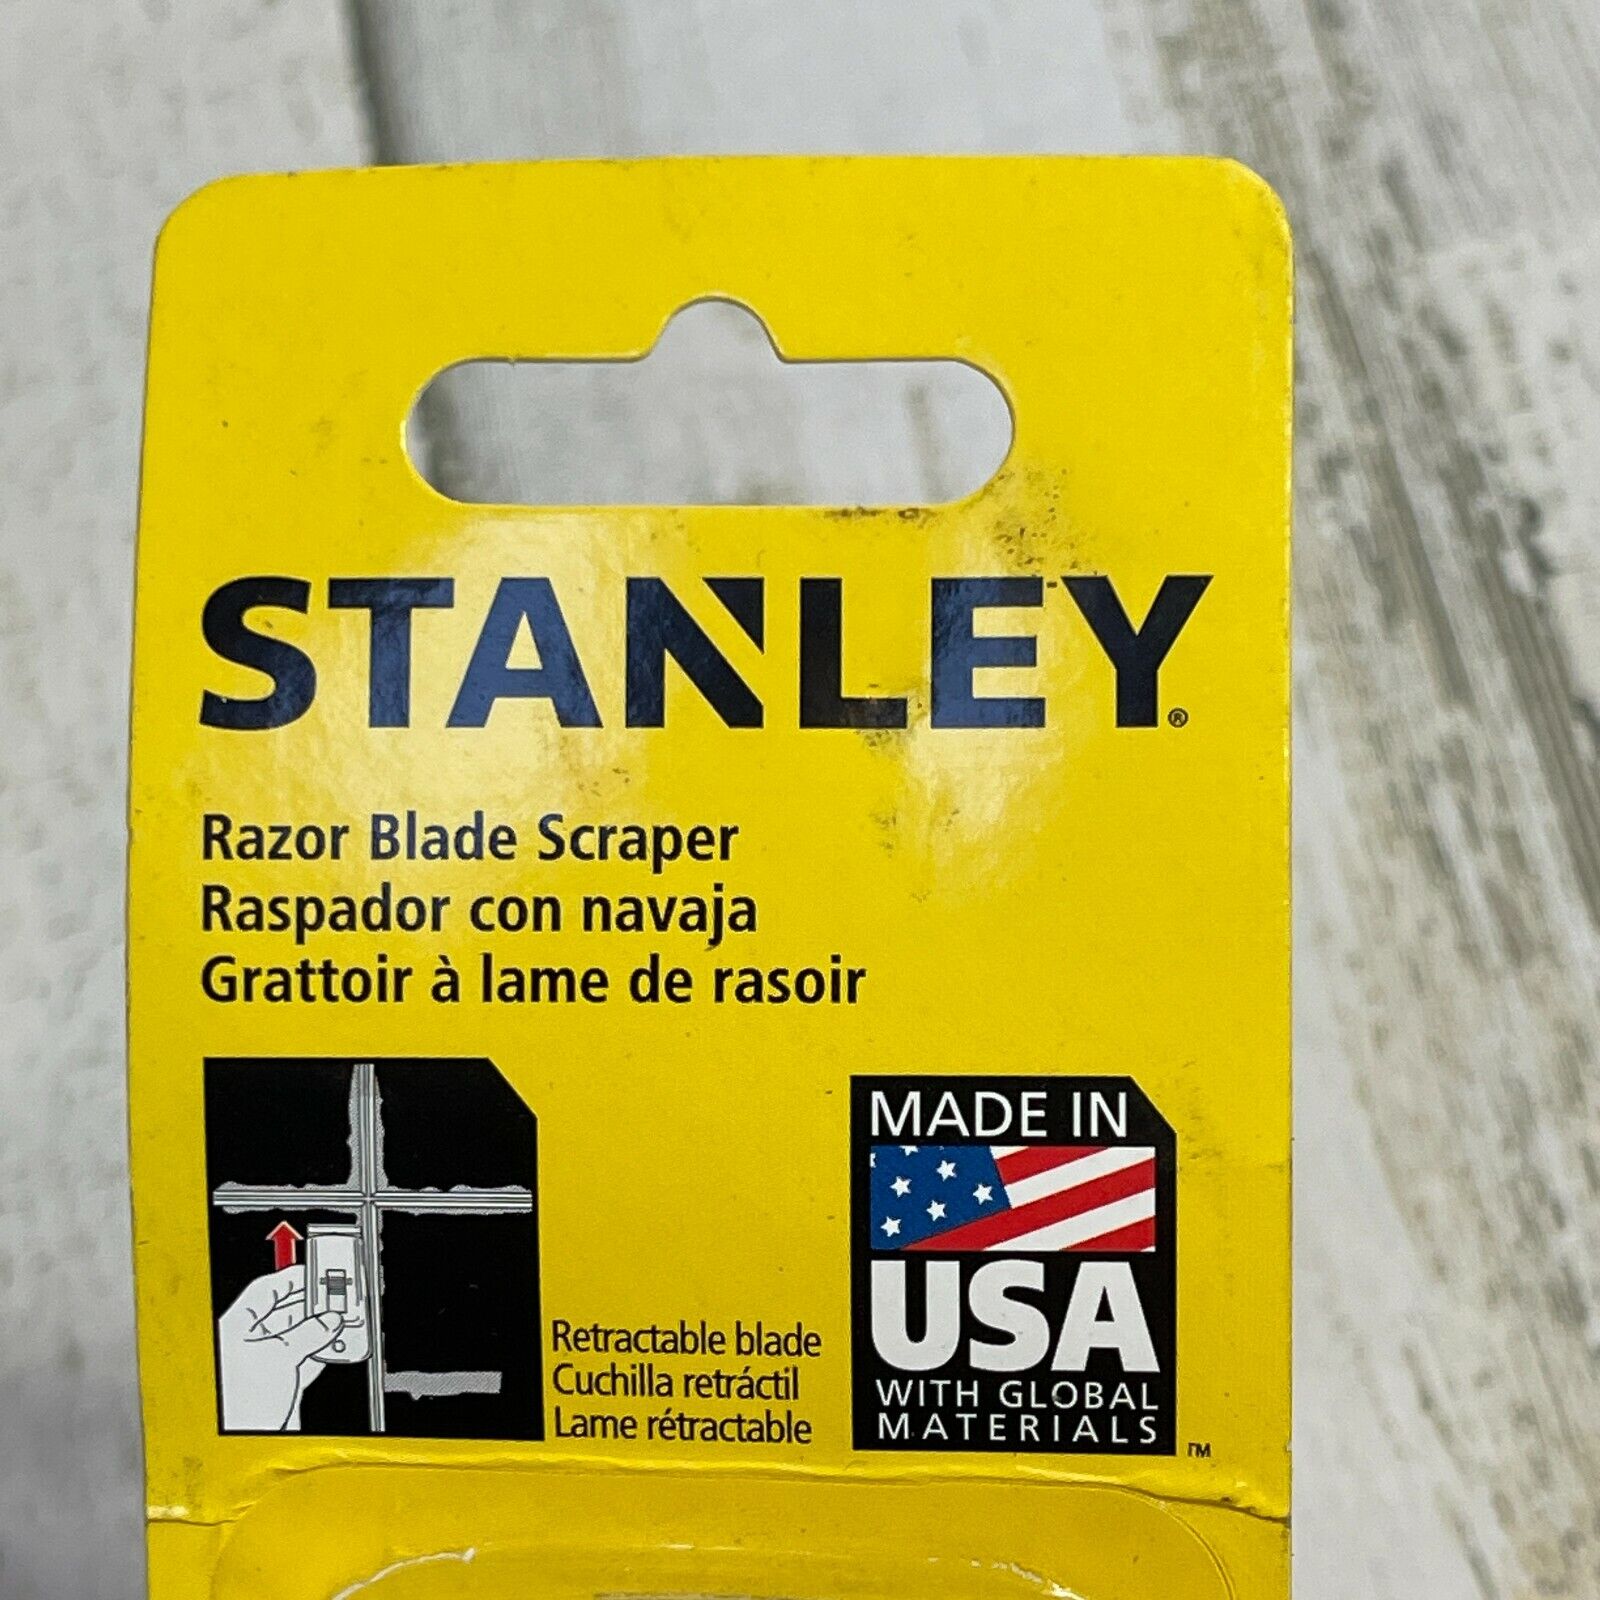 STANLEY®
Razor Blade Scraper
Raspador con navaja
Grattoir à lame de rasoir
Retractable blade
Cuchilla retráctil
Lame rétractable
MADE IN
USA
WITH GLOBAL
MATERIALS
TM